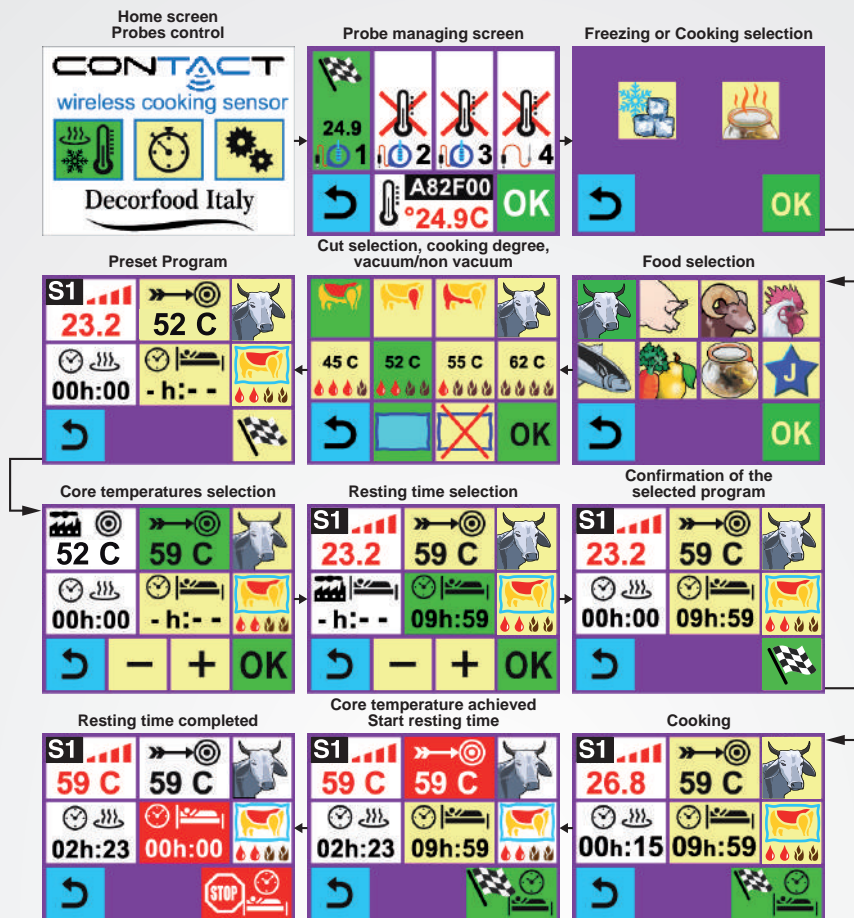 Home screen
Probes control
CONTACT
wireless cooking sensor
Decorfood Italy
Probe managing screen
24.9
1 2 3 4
A82F00
°24.9C
OK
Freezing or Cooking selection
OK
Preset Program
S1
23.2 52 C
00h:00 - h:- -
Cut selection, cooking degree,
vacuum/non vacuum
45 C 52 C 55 C 62 C
OK
Food selection
J
OK
Core temperatures selection
52 C 59 C
00h:00 - h:- -
− + OK
Resting time selection
S1
23.2 59 C
- h:- - 09h:59
− + OK
Confirmation of the
selected program
S1
23.2 59 C
00h:00 09h:59
Resting time completed
S1
59 C 59 C
02h:23 00h:00
STOP
Core temperature achieved
Start resting time
S1
59 C 59 C
02h:23 09h:59
Cooking
S1
26.8 59 C
00h:15 09h:59